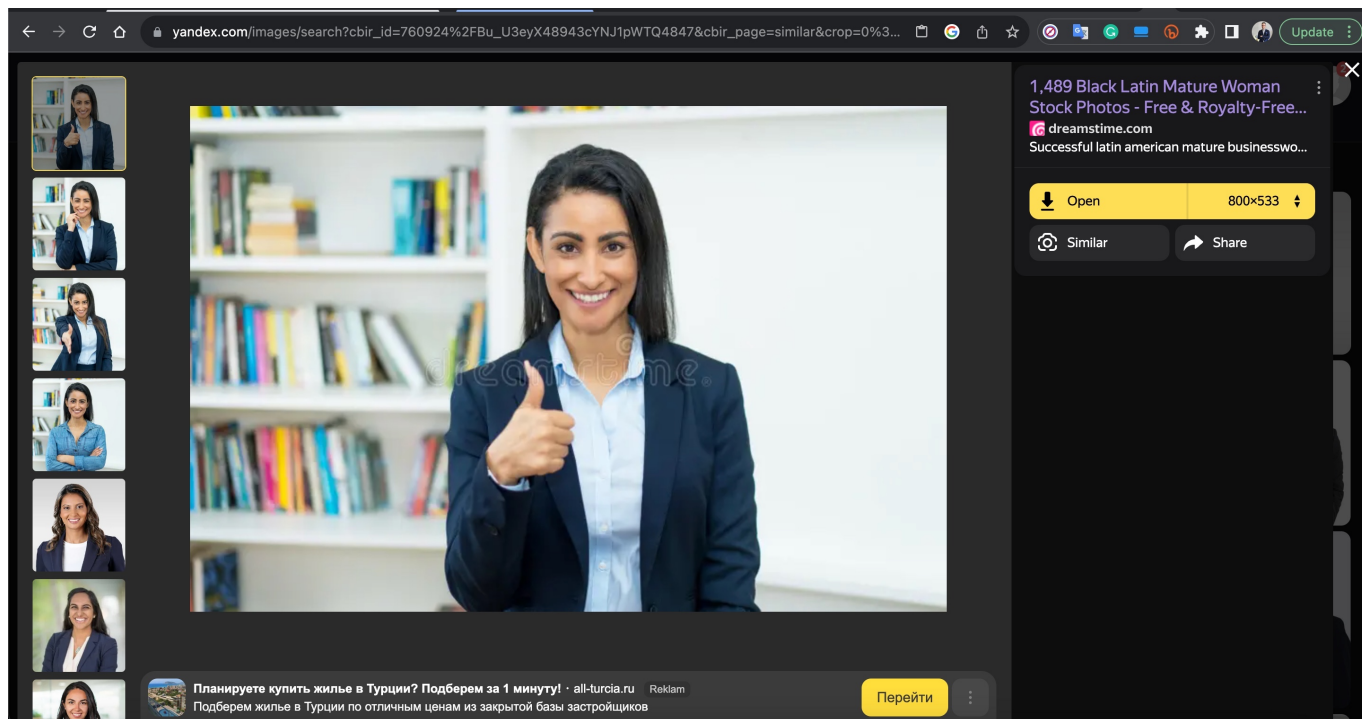 yandex.com/images/search?cbir_id=760924%2FBu_U3eyX48943cYNJ1pWTQ4847&cbir_page=similar&crop=0%3...
Update
1,489 Black Latin Mature Woman
Stock Photos - Free & Royalty-Free...
dreamstime.com
Successful latin american mature businesswo...
Open
800×533
Similar
Share
dreamstime.
Планируете купить жилье в Турции? Подберем за 1 минуту! · all-turcia.ru Reklam
Подберем жилье в Турции по отличным ценам из закрытой базы застройщиков
Перейти